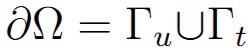 ∂Ω = Γ_u ∪ Γ_t